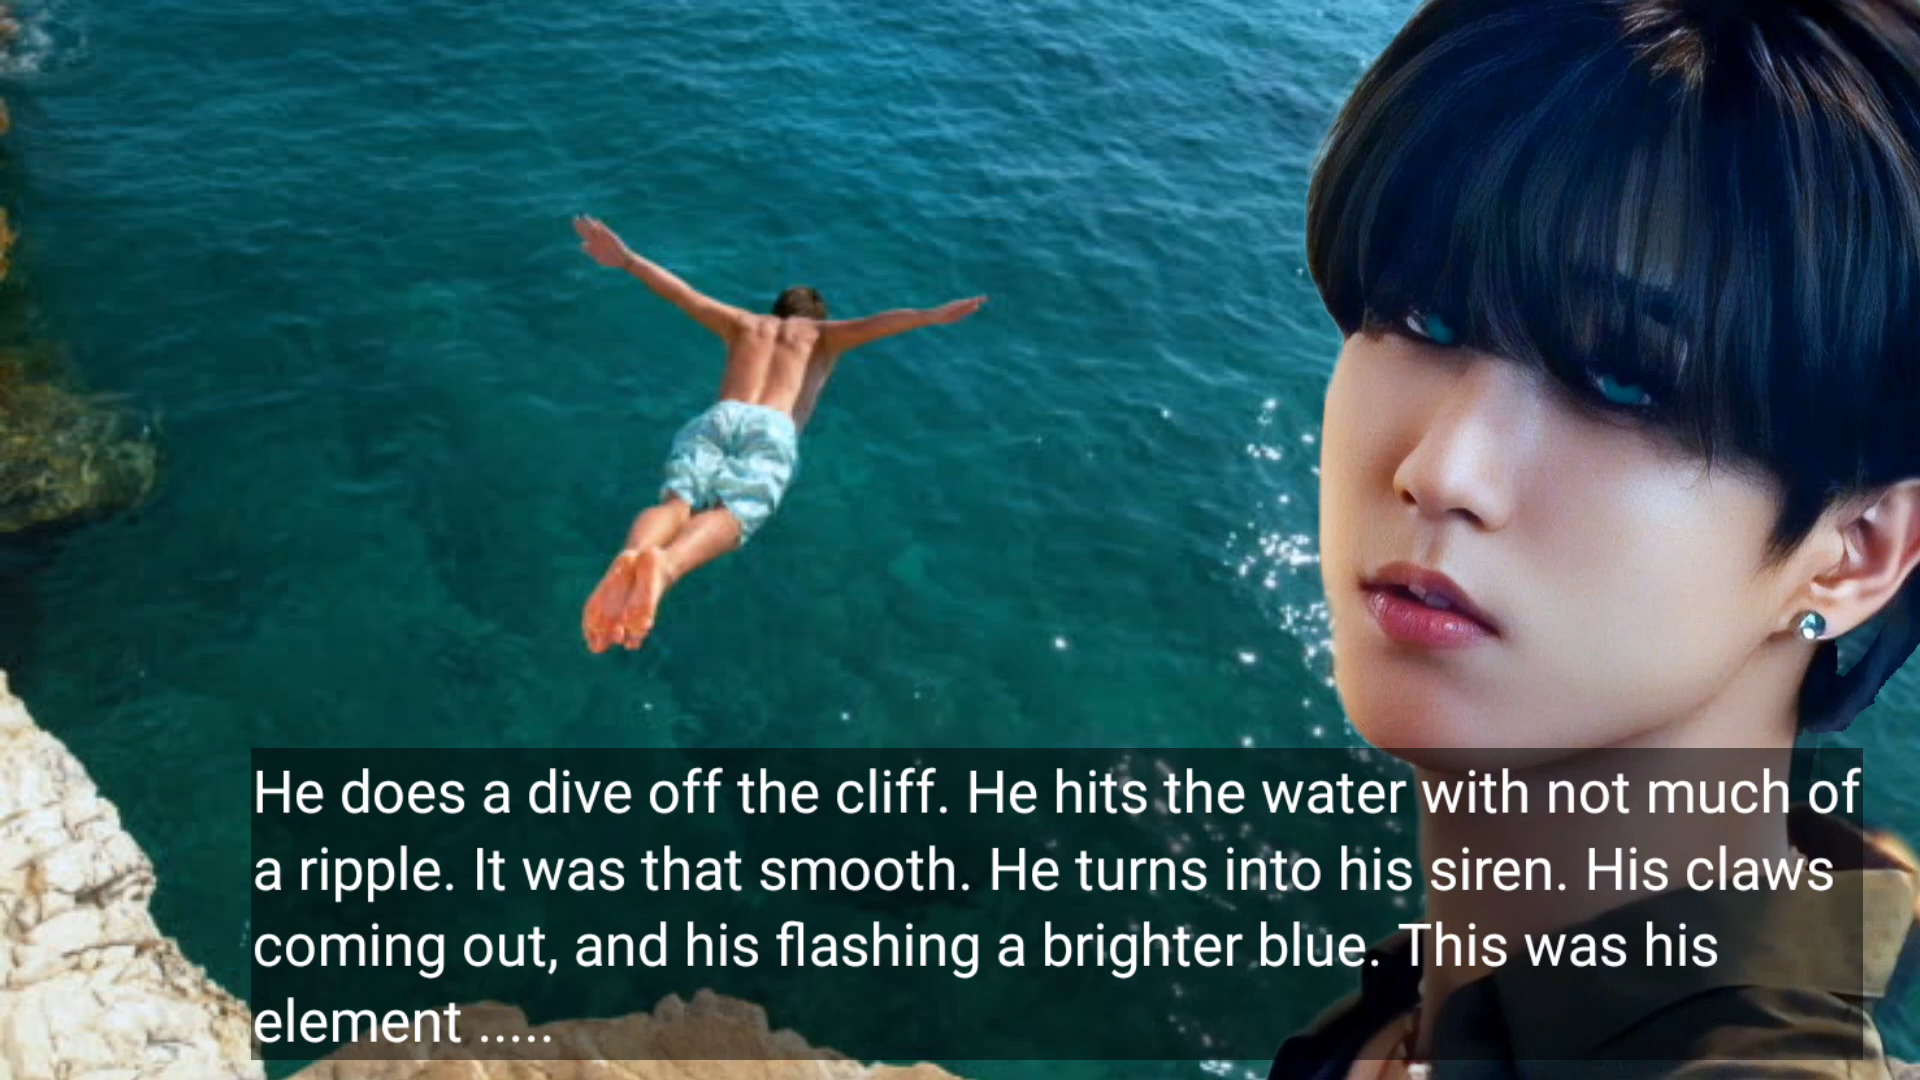 He does a dive off the cliff. He hits the water with not much of
a ripple. It was that smooth. He turns into his siren. His claws
coming out, and his flashing a brighter blue. This was his
element .....